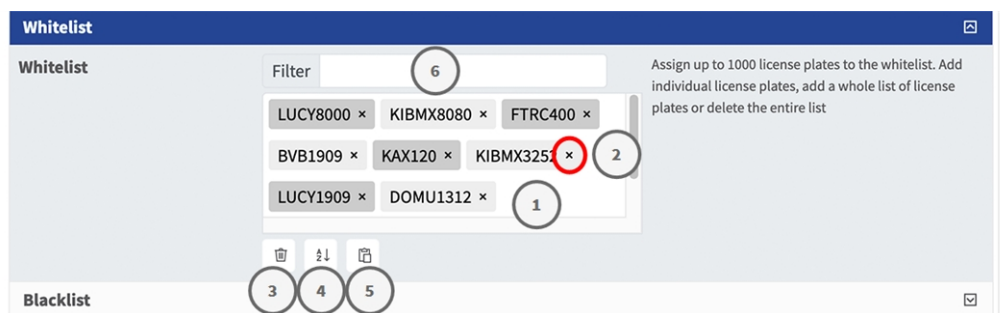 Whitelist
Whitelist
Filter
6
Assign up to 1000 license plates to the whitelist. Add
individual license plates, add a whole list of license
plates or delete the entire list
LUCY8000 × KIBMX8080 × FTRC400 ×
BVB1909 × KAX120 × KIBMX3252 × 2
LUCY1909 × DOMU1312 × 1
3 4 5
Blacklist